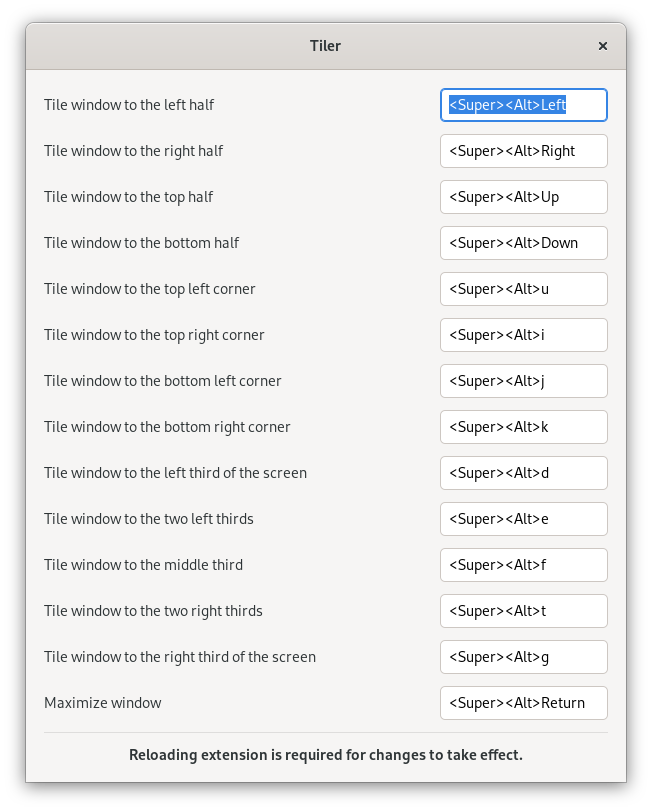 Tiler ×
Tile window to the left half <Super><Alt>Left
Tile window to the right half <Super><Alt>Right
Tile window to the top half <Super><Alt>Up
Tile window to the bottom half <Super><Alt>Down
Tile window to the top left corner <Super><Alt>u
Tile window to the top right corner <Super><Alt>i
Tile window to the bottom left corner <Super><Alt>j
Tile window to the bottom right corner <Super><Alt>k
Tile window to the left third of the screen <Super><Alt>d
Tile window to the two left thirds <Super><Alt>e
Tile window to the middle third <Super><Alt>f
Tile window to the two right thirds <Super><Alt>t
Tile window to the right third of the screen <Super><Alt>g
Maximize window <Super><Alt>Return
Reloading extension is required for changes to take effect.